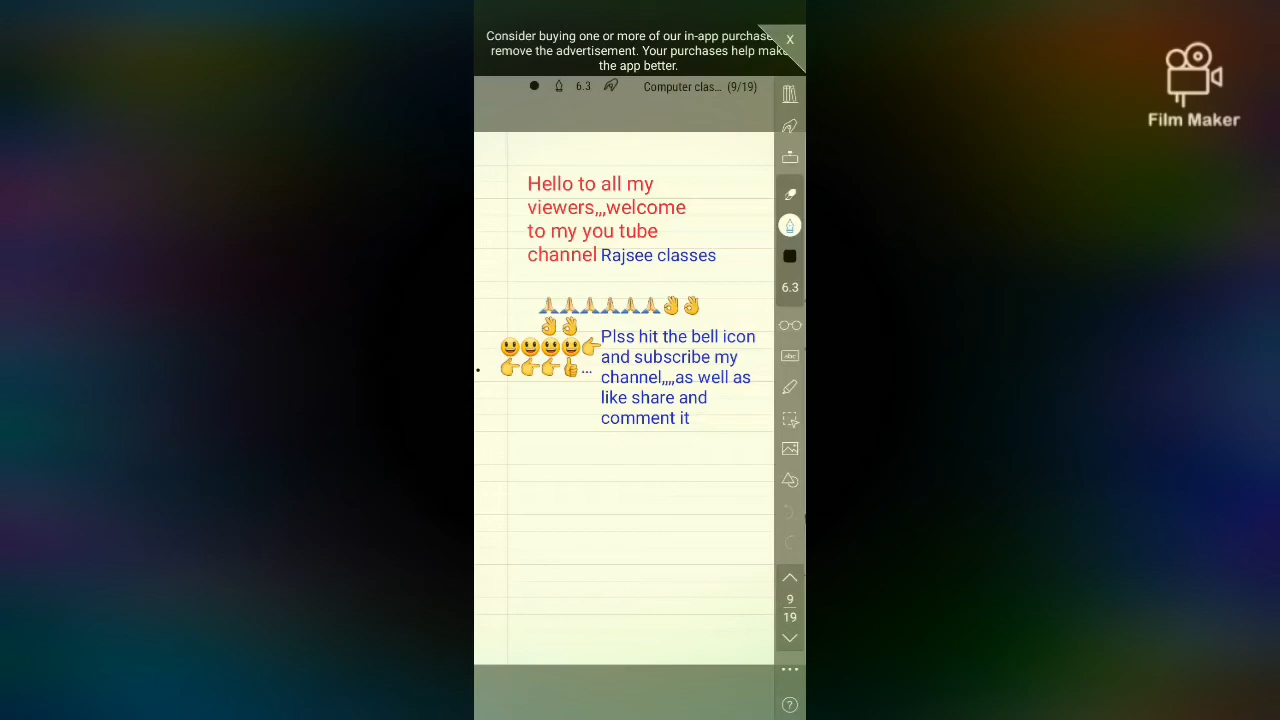 Consider buying one or more of our in-app purchase
remove the advertisement. Your purchases help make
the app better.
X
Film Maker
6.3 Computer clas... (9/19)
Hello to all my
viewers,,,welcome
to my you tube
channel Rajsee classes
🙏🏼🙏🏼🙏🏼🙏🏼🙏🏼🙏🏼👌👌
👌👌
😃😃😃😃👉
👉👉👉👍...
Plss hit the bell icon
and subscribe my
channel,,,,as well as
like share and
comment it
6.3
abc
9
19
?